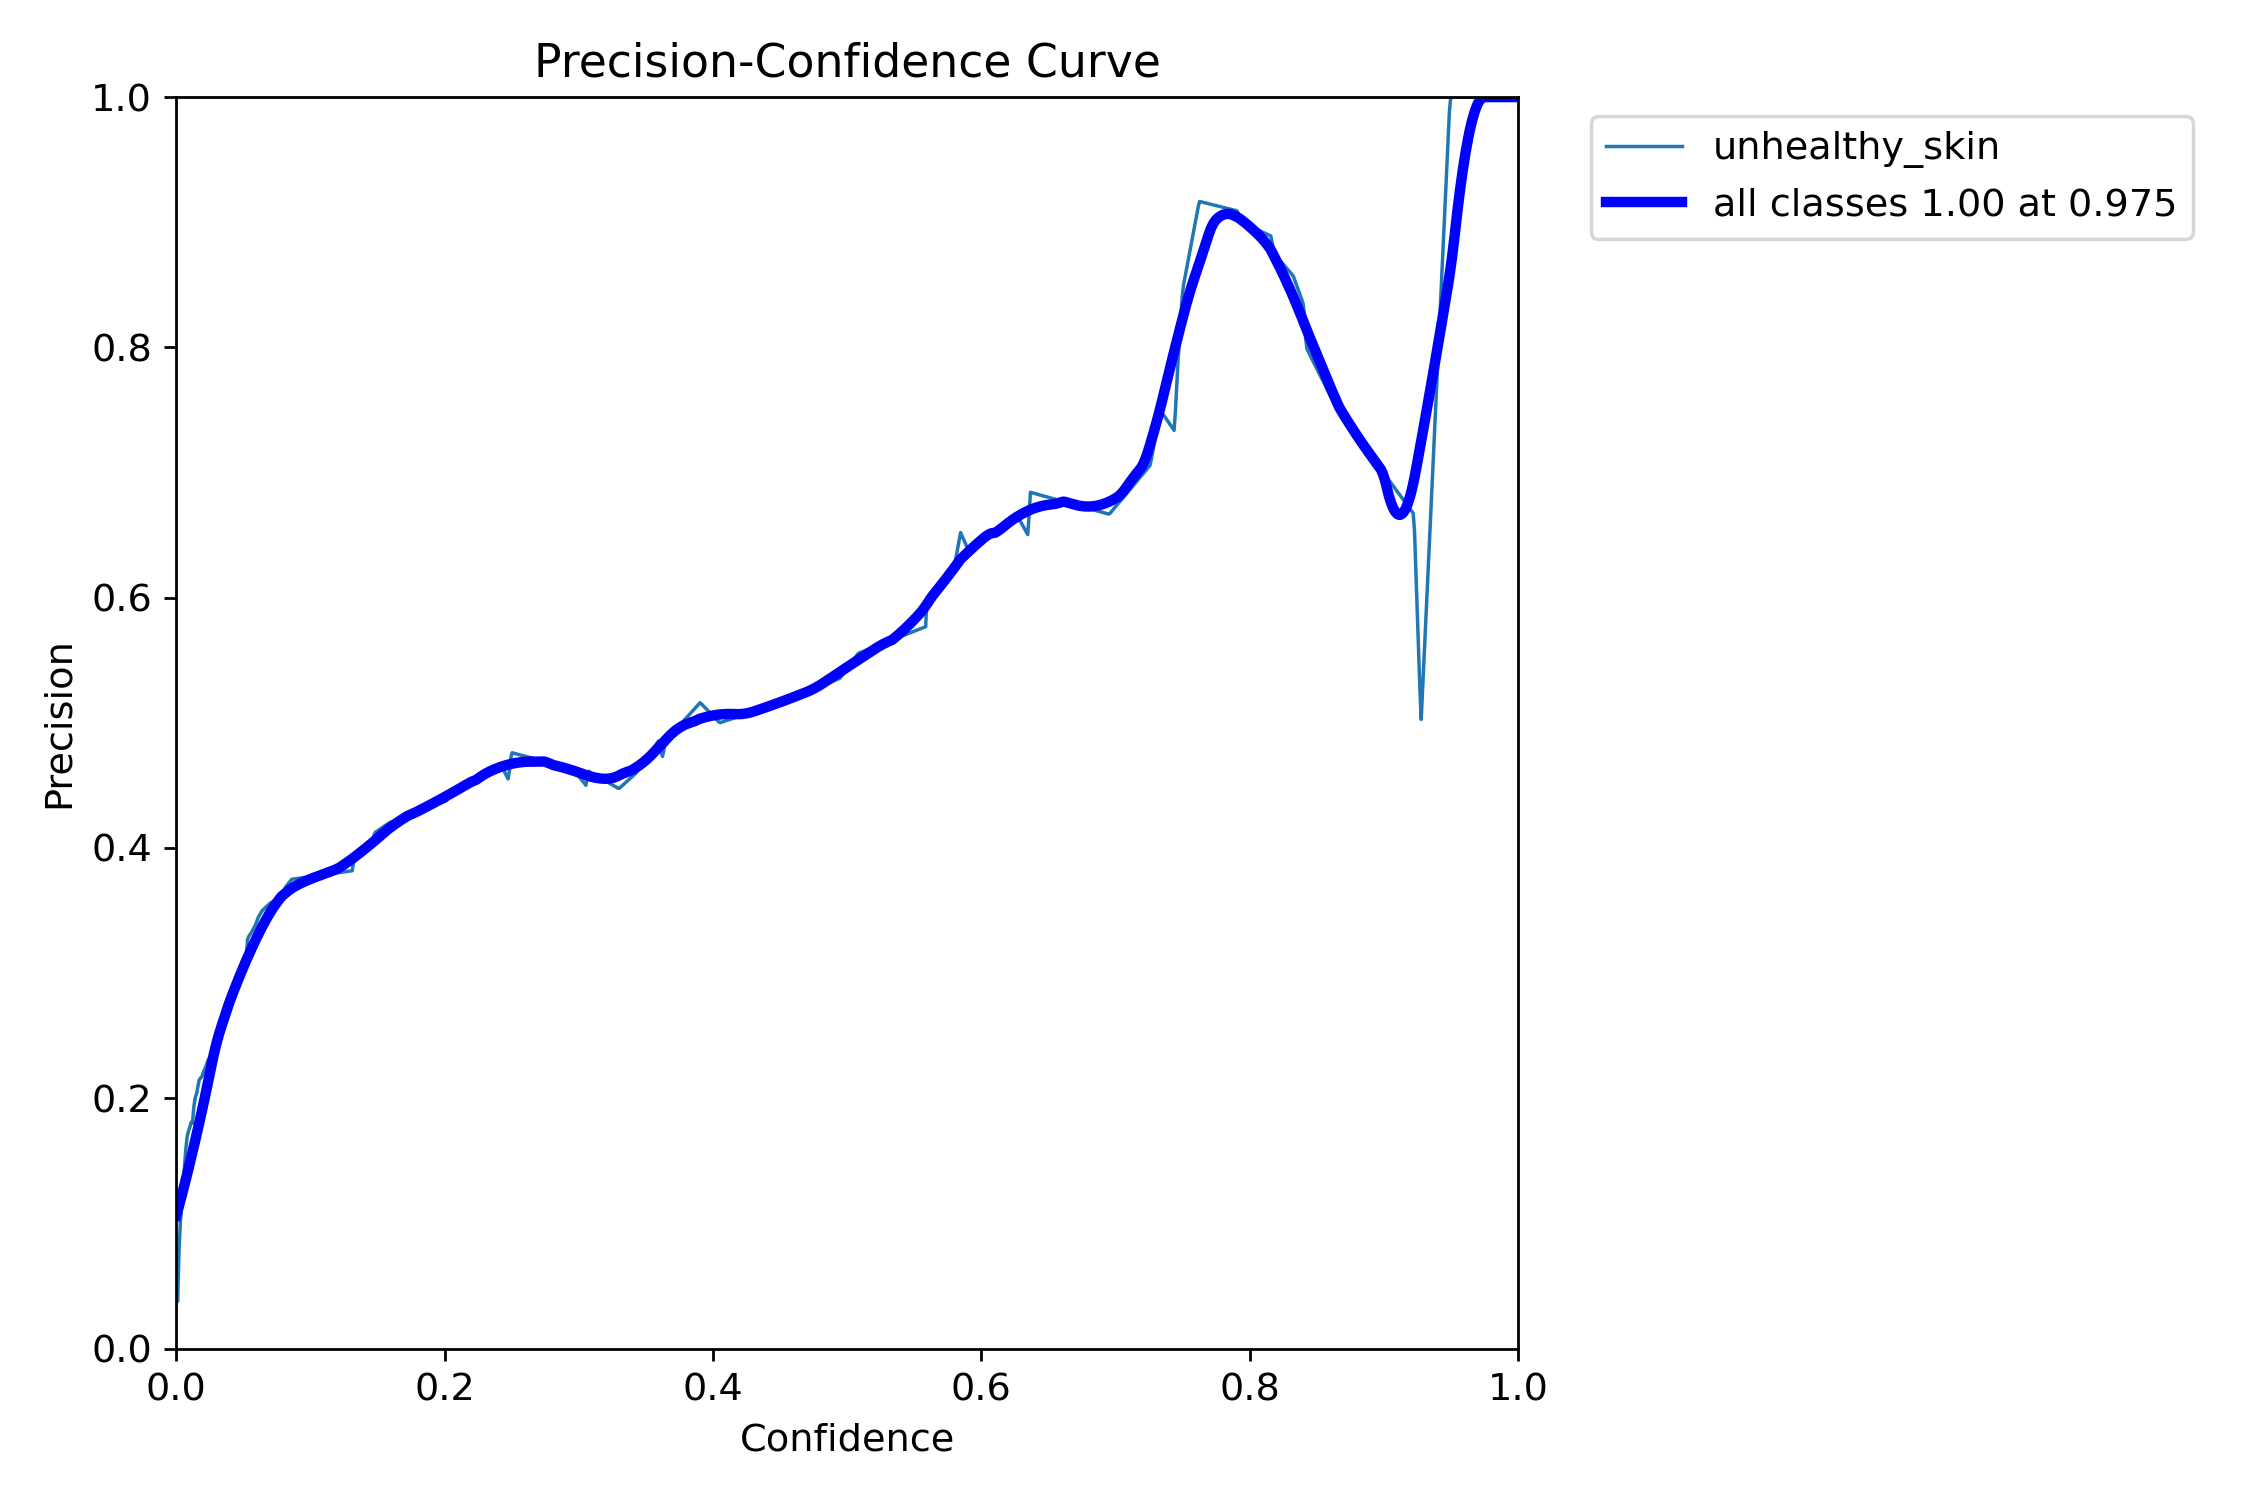 Precision-Confidence Curve
1.0
0.8
0.6
0.4
0.2
0.0
Precision
0.0 0.2 0.4 0.6 0.8 1.0
Confidence
unhealthy_skin
all classes 1.00 at 0.975